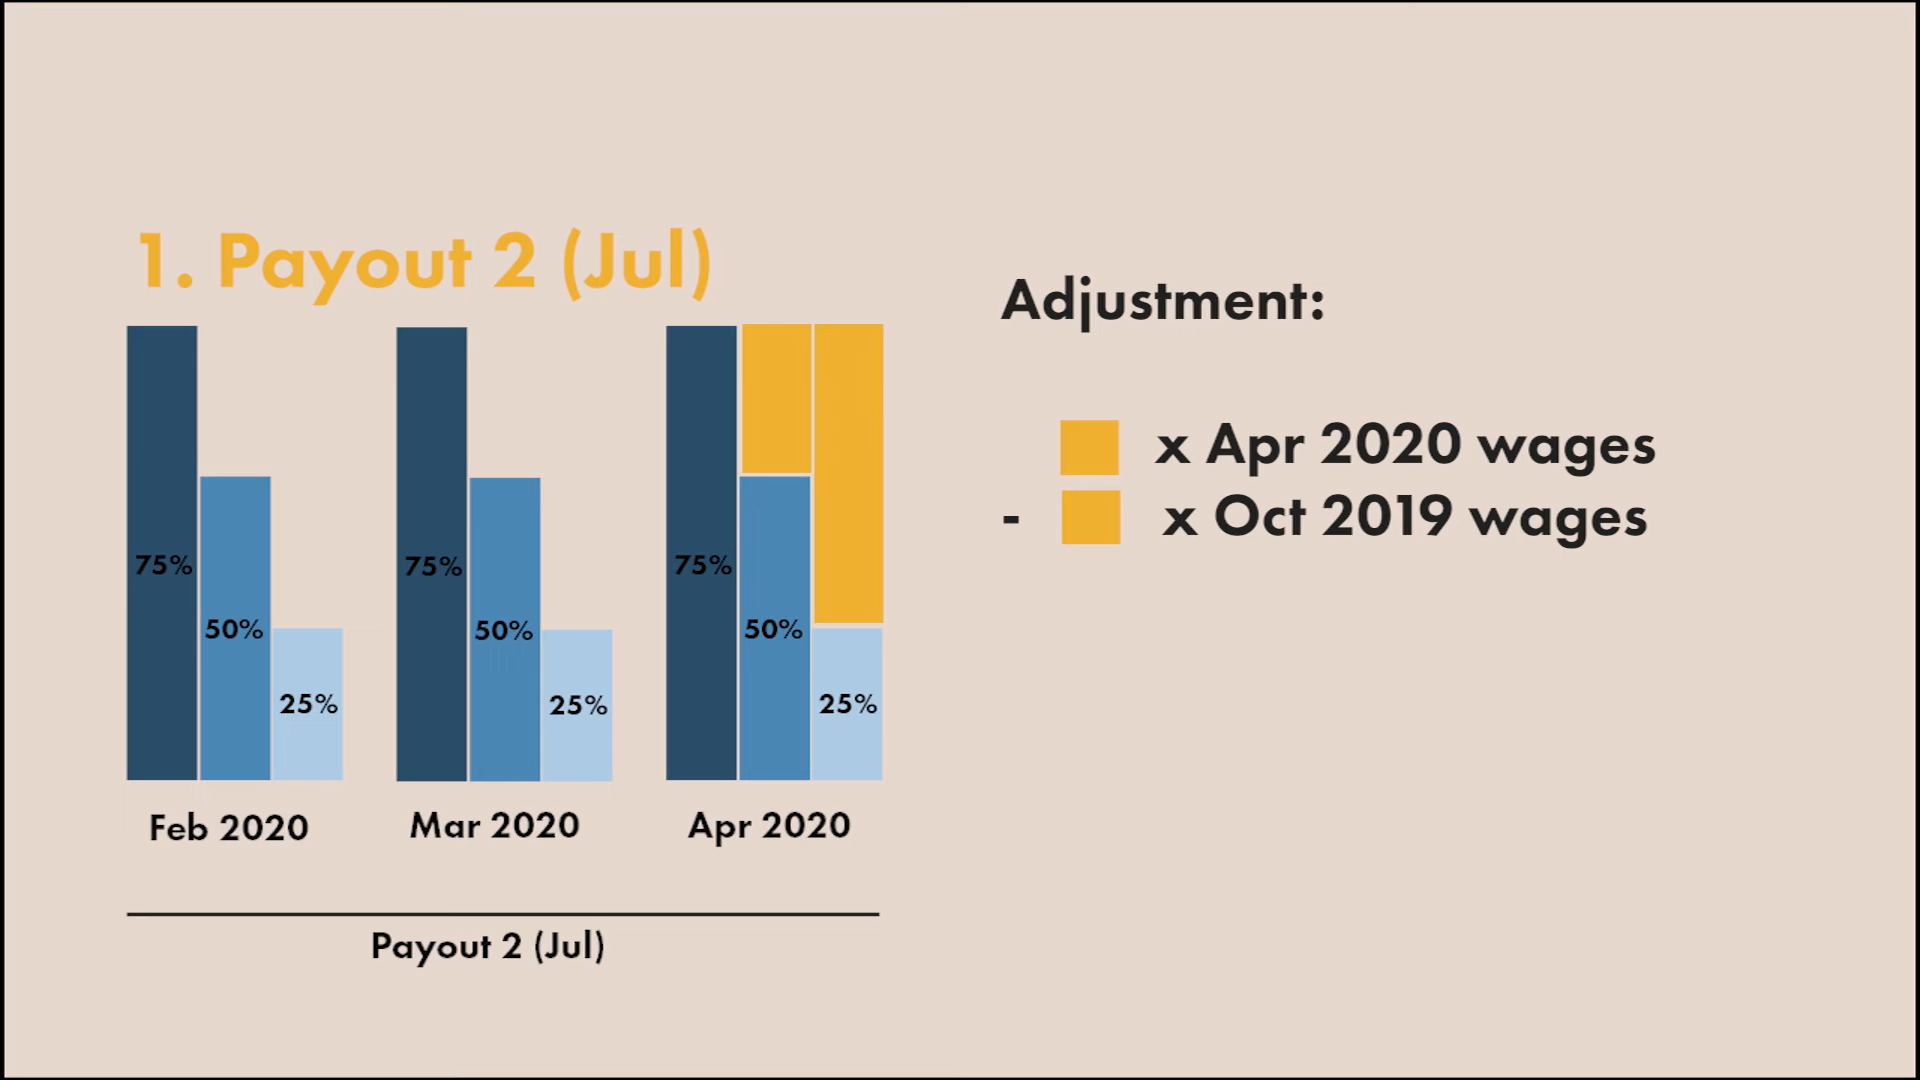 1. Payout 2 (Jul)
75%
50%
25%
Feb 2020
75%
50%
25%
Mar 2020
75%
50%
25%
Apr 2020
Payout 2 (Jul)
Adjustment:
x Apr 2020 wages
- x Oct 2019 wages